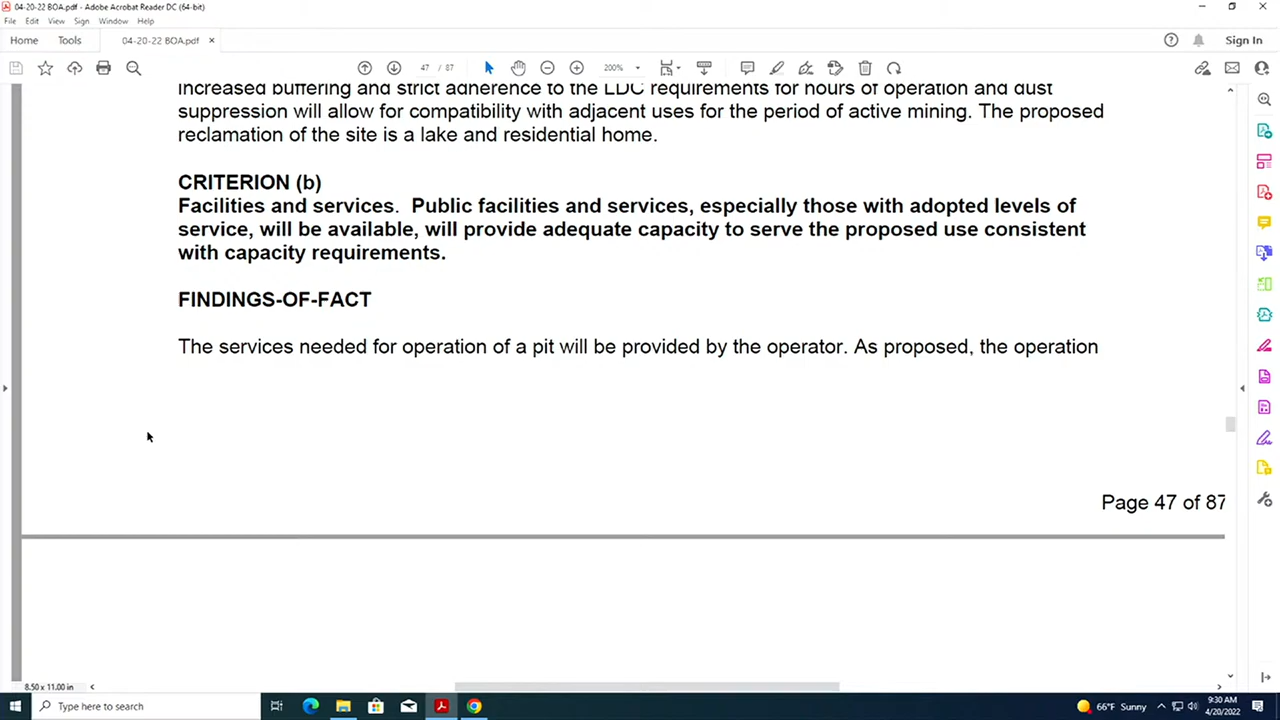 04-20-22 BOA.pdf - Adobe Acrobat Reader DC (64-bit)
File Edit View Sign Window Help
Home Tools 04-20-22 BOA.pdf × Sign In
47 / 87 200%
increased buffering and strict adherence to the LDC requirements for hours of operation and dust
suppression will allow for compatibility with adjacent uses for the period of active mining. The proposed
reclamation of the site is a lake and residential home.
CRITERION (b)
Facilities and services. Public facilities and services, especially those with adopted levels of
service, will be available, will provide adequate capacity to serve the proposed use consistent
with capacity requirements.
FINDINGS-OF-FACT
The services needed for operation of a pit will be provided by the operator. As proposed, the operation
Page 47 of 87
8.50 x 11.00 in
Type here to search
66°F Sunny
9:30 AM
4/20/2022